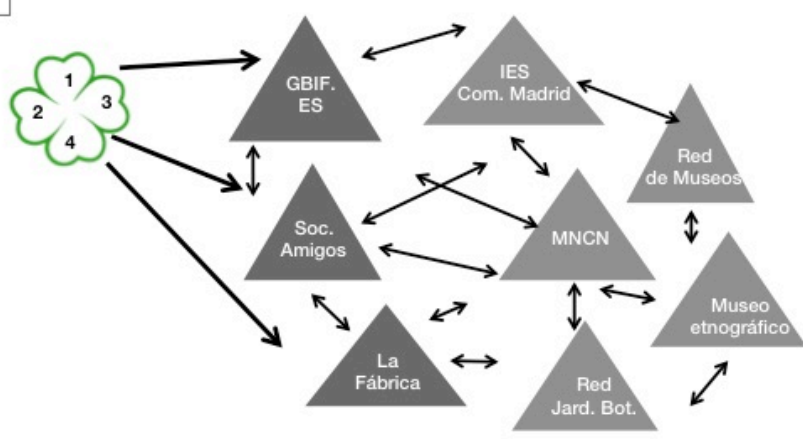 1
2
3
4
GBIF.
ES
IES
Com. Madrid
Red
de Museos
Soc.
Amigos
MNCN
Museo
etnográfico
La
Fábrica
Red
Jard. Bot.